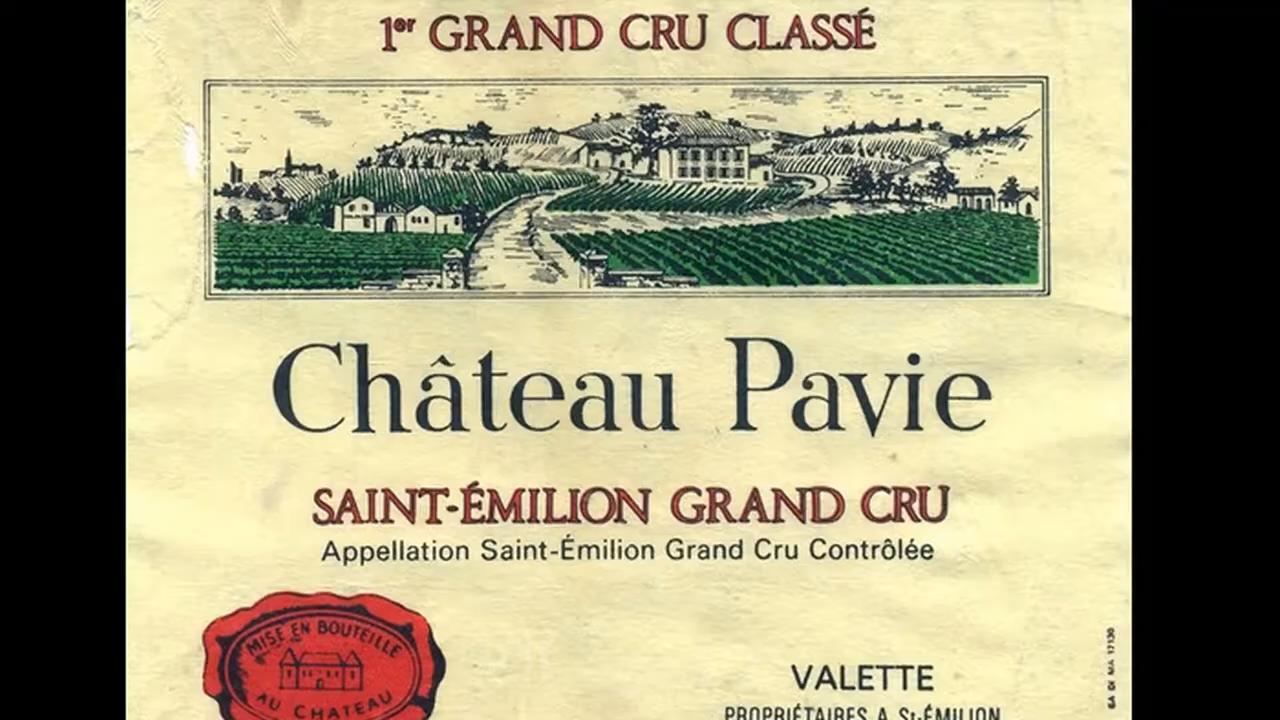 1er GRAND CRU CLASSÉ
Château Pavie
SAINT-ÉMILION GRAND CRU
Appellation Saint-Émilion Grand Cru Contrôlée
MISE EN BOUTEILLE
AU CHATEAU
VALETTE
PROPRIÉTAIRES A St-ÉMILION